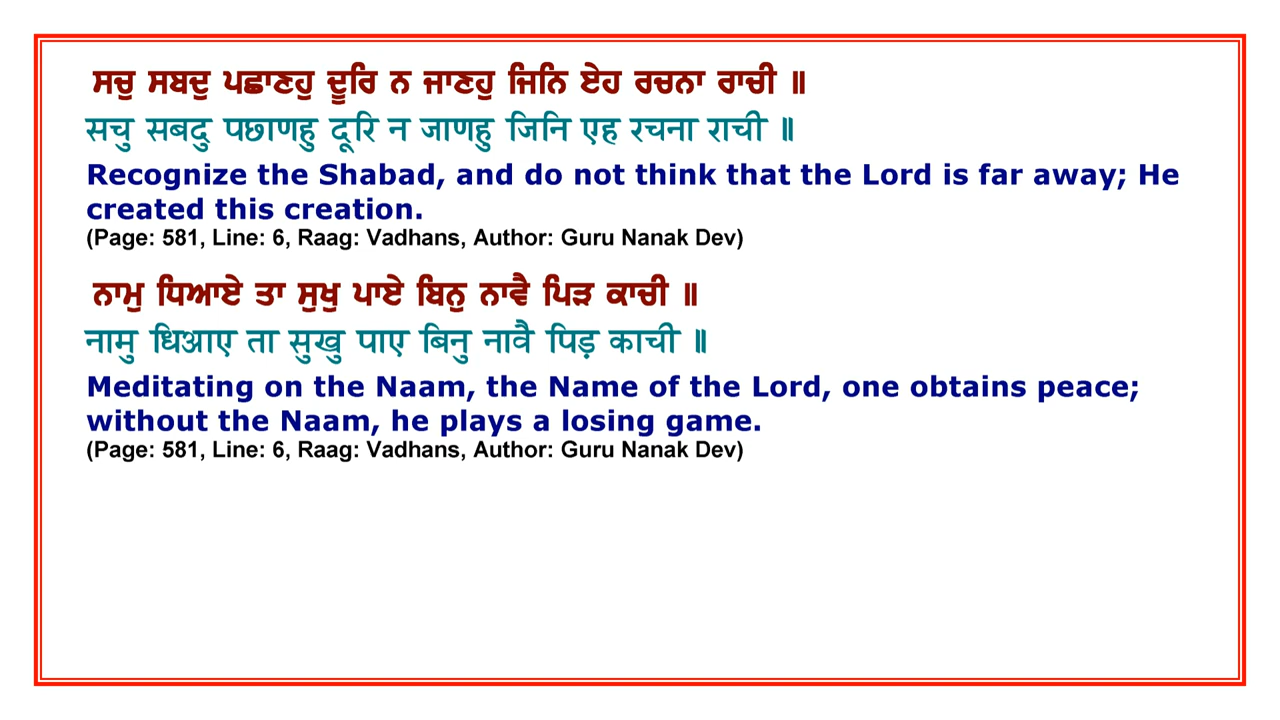 ਸਚੁ ਸਬਦੁ ਪਛਾਣਹੁ ਦੂਰਿ ਨ ਜਾਣਹੁ ਜਿਨਿ ਏਹ ਰਚਨਾ ਰਾਚੀ ॥
सचु सबदु पछाणहु दूरि न जाणहु जिनि एह रचना राची ॥
Recognize the Shabad, and do not think that the Lord is far away; He
created this creation.
(Page: 581, Line: 6, Raag: Vadhans, Author: Guru Nanak Dev)
ਨਾਮੁ ਧਿਆਏ ਤਾ ਸੁਖੁ ਪਾਏ ਬਿਨੁ ਨਾਵੈ ਪਿੜ ਕਾਚੀ ॥
नामु धिआए ता सुखु पाए बिनु नावै पिड़ काची ॥
Meditating on the Naam, the Name of the Lord, one obtains peace;
without the Naam, he plays a losing game.
(Page: 581, Line: 6, Raag: Vadhans, Author: Guru Nanak Dev)